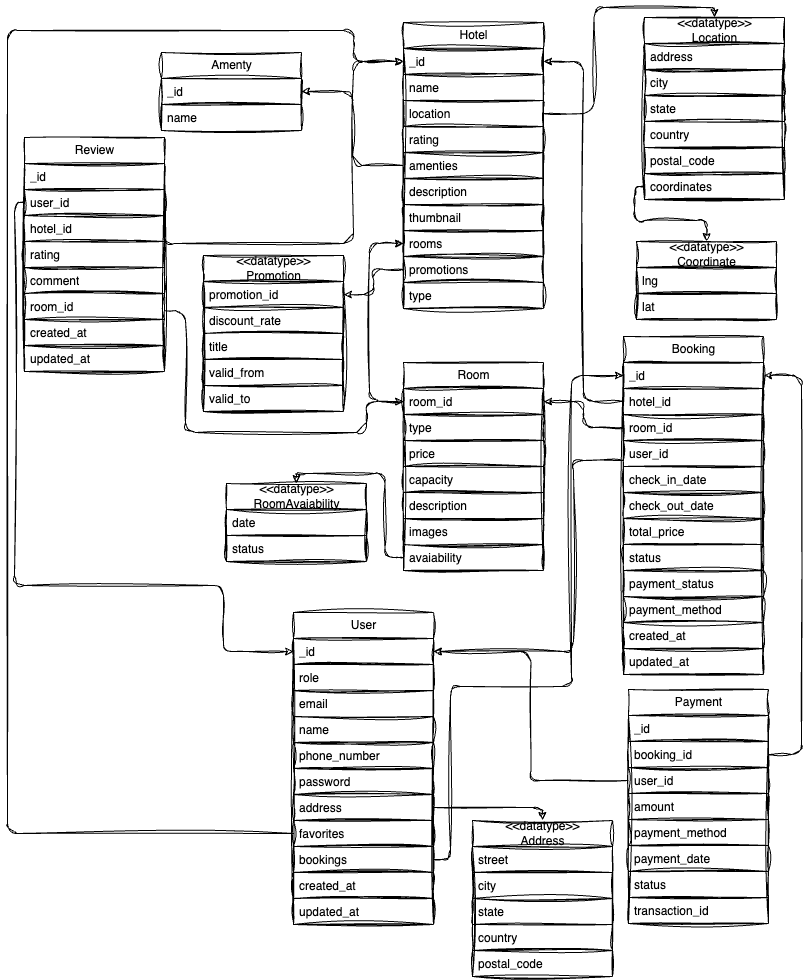 Hotel
_id
name
location
rating
amenties
description
thumbnail
rooms
promotions
type
<<datatype>>
Location
address
city
state
country
postal_code
coordinates
Amenty
_id
name
Review
_id
user_id
hotel_id
rating
comment
room_id
created_at
updated_at
<<datatype>>
Coordinate
lng
lat
<<datatype>>
Promotion
promotion_id
discount_rate
title
valid_from
valid_to
Booking
_id
hotel_id
room_id
user_id
check_in_date
check_out_date
total_price
status
payment_status
payment_method
created_at
updated_at
Room
room_id
type
price
capacity
description
images
avaiability
<<datatype>>
RoomAvaiability
date
status
User
_id
role
email
name
phone_number
password
address
favorites
bookings
created_at
updated_at
Payment
_id
booking_id
user_id
amount
payment_method
payment_date
status
transaction_id
<<datatype>>
Address
street
city
state
country
postal_code